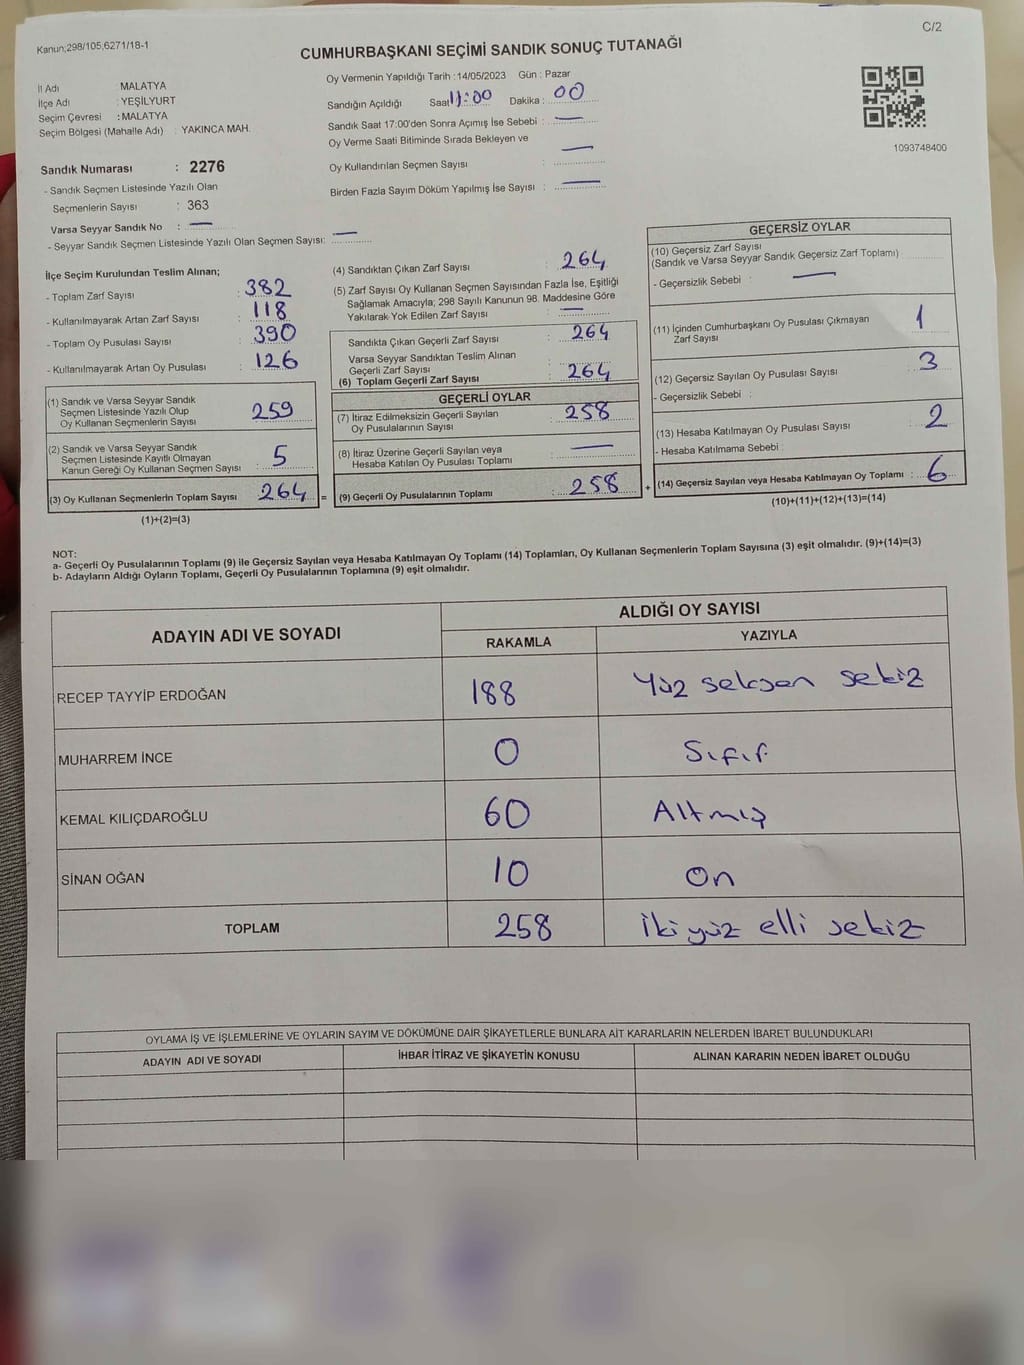 C/2
Kanun;298/105,6271/18-1
CUMHURBAŞKANI SEÇİMİ SANDIK SONUÇ TUTANAĞI
İl Adı MALATYA
İlçe Adı : YEŞİLYURT
Seçim Çevresi : MALATYA
Seçim Bölgesi (Mahalle Adı) : YAKINCA MAH.
Oy Vermenin Yapıldığı Tarih :14/05/2023 Gün : Pazar
Sandığın Açıldığı Saat 17:00 Dakika : 00
Sandık Saat 17:00'den Sonra Açımış İse Sebebi : —
Oy Verme Saati Bitiminde Sırada Bekleyen ve
Oy Kullandırılan Seçmen Sayısı : —
Birden Fazla Sayım Döküm Yapılmış İse Sayısı : —
1093748400
Sandık Numarası : 2276
- Sandık Seçmen Listesinde Yazılı Olan
Seçmenlerin Sayısı : 363
Varsa Seyyar Sandık No : —
- Seyyar Sandık Seçmen Listesinde Yazılı Olan Seçmen Sayısı: —
İlçe Seçim Kurulundan Teslim Alınan;
- Toplam Zarf Sayısı : 382
- Kullanılmayarak Artan Zarf Sayısı : 118
- Toplam Oy Pusulası Sayısı : 390
- Kullanılmayarak Artan Oy Pusulası : 126
(1) Sandık ve Varsa Seyyar Sandık
Seçmen Listesinde Yazılı Olup
Oy Kullanan Seçmenlerin Sayısı : 259
(2) Sandık ve Varsa Seyyar Sandık
Seçmen Listesinde Kayıtlı Olmayan
Kanun Gereği Oy Kullanan Seçmen Sayısı : 5
(3) Oy Kullanan Seçmenlerin Toplam Sayısı 264 =
(1)+(2)=(3)
(4) Sandıktan Çıkan Zarf Sayısı : 264
(5) Zarf Sayısı Oy Kullanan Seçmen Sayısından Fazla İse, Eşitliği
Sağlamak Amacıyla; 298 Sayılı Kanunun 98. Maddesine Göre
Yakılarak Yok Edilen Zarf Sayısı : —
Sandıkta Çıkan Geçerli Zarf Sayısı : 264
Varsa Seyyar Sandıktan Teslim Alınan
Geçerli Zarf Sayısı :
(6) Toplam Geçerli Zarf Sayısı : 264
GEÇERLİ OYLAR
(7) İtiraz Edilmeksizin Geçerli Sayılan
Oy Pusulalarının Sayısı : 258
(8) İtiraz Üzerine Geçerli Sayılan veya
Hesaba Katılan Oy Pusulası Toplamı : —
(9) Geçerli Oy Pusulalarının Toplamı : 258 +
GEÇERSİZ OYLAR
(10) Geçersiz Zarf Sayısı
(Sandık ve Varsa Seyyar Sandık Geçersiz Zarf Toplamı)
- Geçersizlik Sebebi : —
(11) İçinden Cumhurbaşkanı Oy Pusulası Çıkmayan
Zarf Sayısı : 1
(12) Geçersiz Sayılan Oy Pusulası Sayısı : 3
- Geçersizlik Sebebi :
(13) Hesaba Katılmayan Oy Pusulası Sayısı : 2
- Hesaba Katılmama Sebebi :
(14) Geçersiz Sayılan veya Hesaba Katılmayan Oy Toplamı : 6
(10)+(11)+(12)+(13)=(14)
NOT:
a- Geçerli Oy Pusulalarının Toplamı (9) ile Geçersiz Sayılan veya Hesaba Katılmayan Oy Toplamı (14) Toplamları, Oy Kullanan Seçmenlerin Toplam Sayısına (3) eşit olmalıdır. (9)+(14)=(3)
b- Adayların Aldığı Oyların Toplamı, Geçerli Oy Pusulalarının Toplamına (9) eşit olmalıdır.
ADAYIN ADI VE SOYADI ALDIĞI OY SAYISI
RAKAMLA YAZIYLA
RECEP TAYYİP ERDOĞAN 188 Yüz seksen sekiz
MUHARREM İNCE 0 Sıfır
KEMAL KILIÇDAROĞLU 60 Altmış
SİNAN OĞAN 10 On
TOPLAM 258 İki yüz elli sekiz
OYLAMA İŞ VE İŞLEMLERİNE VE OYLARIN SAYIM VE DÖKÜMÜNE DAİR ŞİKAYETLERLE BUNLARA AİT KARARLARIN NELERDEN İBARET BULUNDUKLARI
ADAYIN ADI VE SOYADI İHBAR İTİRAZ VE ŞİKAYETİN KONUSU ALINAN KARARIN NEDEN İBARET OLDUĞU